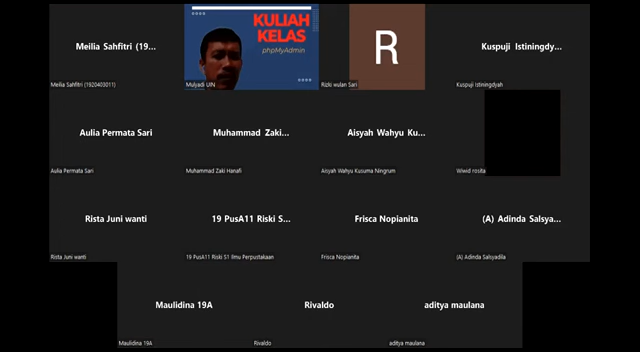 Meilia Sahfitri (19...
KULIAH
KELAS
phpMyAdmin
R
Kuspuji Istiningdy...
Meilia Sahfitri (1920403011)
Mulyadi UIN
Rizki wulan Sari
Kuspuji Istiningdyah
Aulia Permata Sari
Muhammad Zaki...
Aisyah Wahyu Ku...
Aulia Permata Sari
Muhammad Zaki Hanafi
Aisyah Wahyu Kusuma Ningrum
Wiwid rosita
Rista Juni wanti
19 PusA11 Riski S...
Frisca Nopianita
(A) Adinda Salsya...
Rista Juni wanti
19 PusA11 Riski S1 Ilmu Perpustakaan
Frisca Nopianita
(A) Adinda Salsyadila
Maulidina 19A
Rivaldo
aditya maulana
Maulidina 19A
Rivaldo
aditya maulana